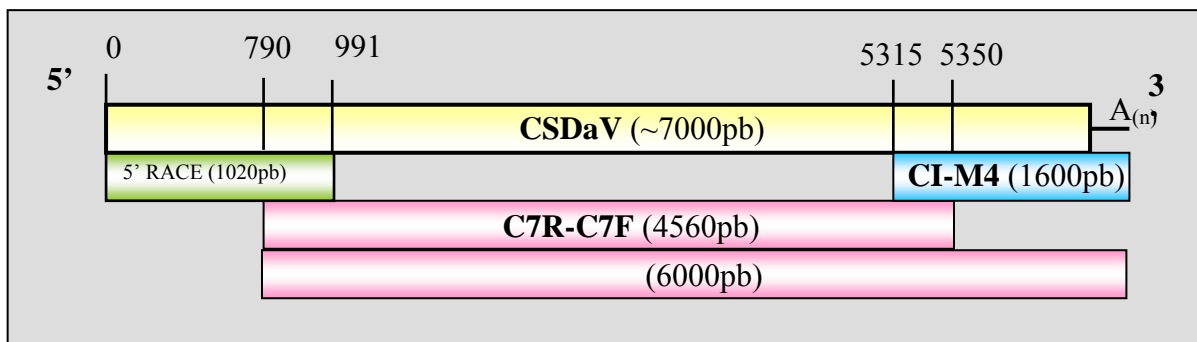 0 790 991 5315 5350
5’ 3’
CSDaV (~7000pb) A(n)
5’ RACE (1020pb) CI-M4 (1600pb)
C7R-C7F (4560pb)
(6000pb)